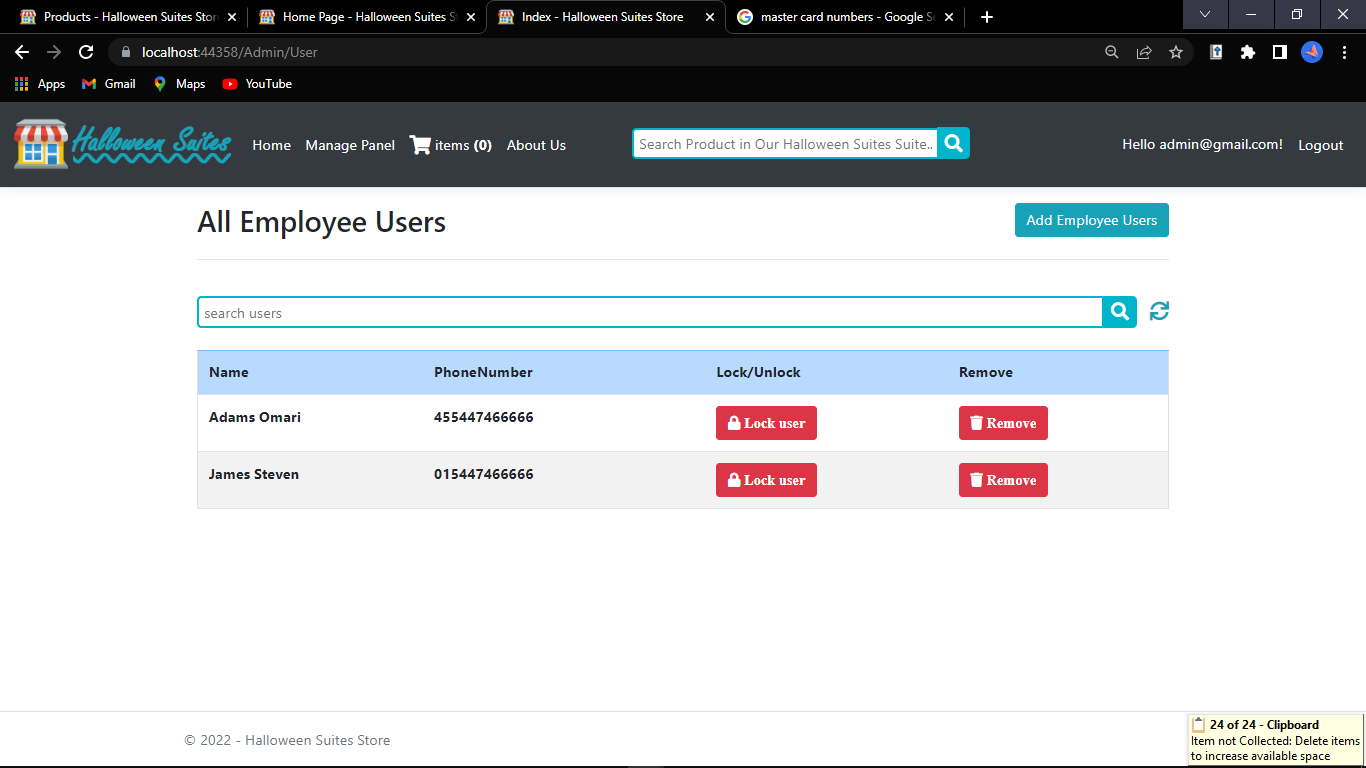 Products - Halloween Suites Stor
Home Page - Halloween Suites S
Index - Halloween Suites Store
master card numbers - Google Se
localhost:44358/Admin/User
Apps
Gmail
Maps
YouTube
Halloween Suites
Home
Manage Panel
items (0)
About Us
Search Product in Our Halloween Suites Suite..
Hello admin@gmail.com!
Logout
All Employee Users
Add Employee Users
search users
Name PhoneNumber Lock/Unlock Remove
Adams Omari 455447466666 Lock user Remove
James Steven 015447466666 Lock user Remove
© 2022 - Halloween Suites Store
24 of 24 - Clipboard
Item not Collected: Delete items
to increase available space